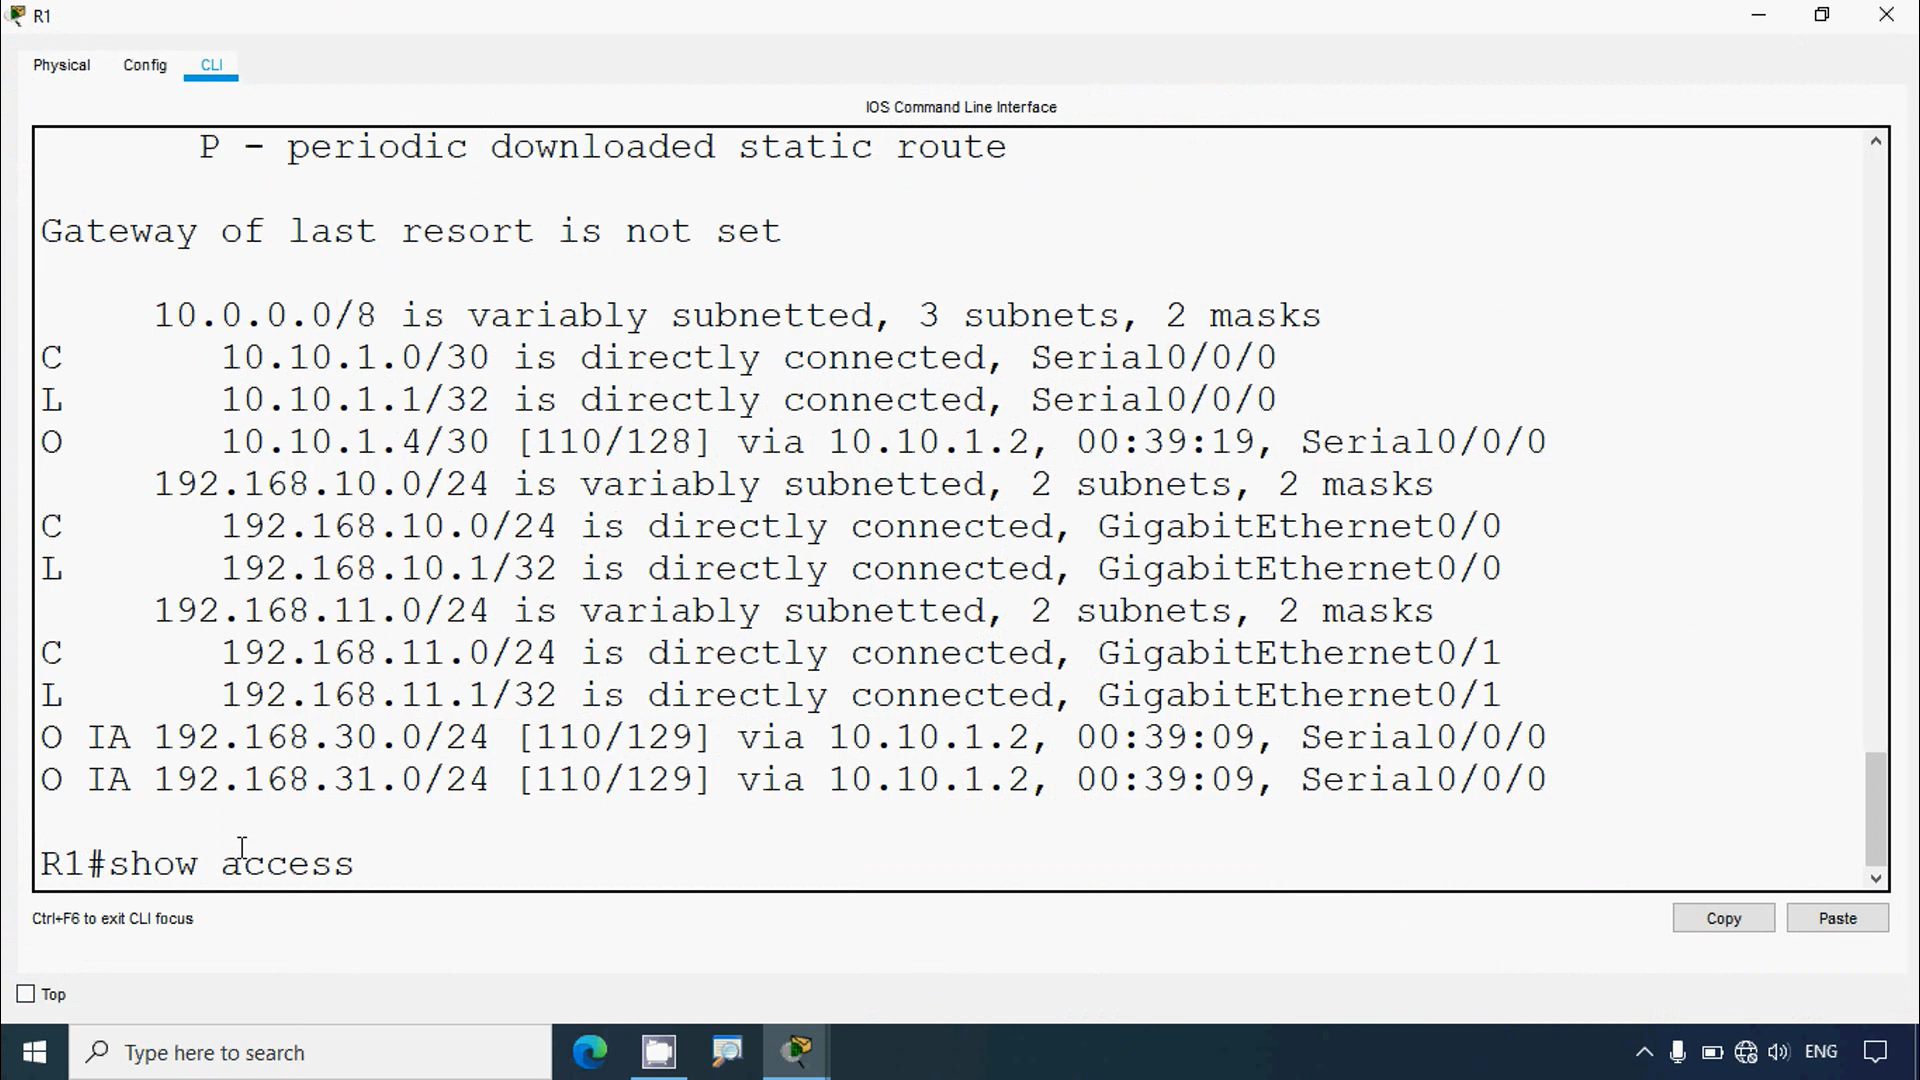 R1
Physical Config CLI
IOS Command Line Interface
P - periodic downloaded static route
Gateway of last resort is not set
10.0.0.0/8 is variably subnetted, 3 subnets, 2 masks
C 10.10.1.0/30 is directly connected, Serial0/0/0
L 10.10.1.1/32 is directly connected, Serial0/0/0
O 10.10.1.4/30 [110/128] via 10.10.1.2, 00:39:19, Serial0/0/0
192.168.10.0/24 is variably subnetted, 2 subnets, 2 masks
C 192.168.10.0/24 is directly connected, GigabitEthernet0/0
L 192.168.10.1/32 is directly connected, GigabitEthernet0/0
192.168.11.0/24 is variably subnetted, 2 subnets, 2 masks
C 192.168.11.0/24 is directly connected, GigabitEthernet0/1
L 192.168.11.1/32 is directly connected, GigabitEthernet0/1
O IA 192.168.30.0/24 [110/129] via 10.10.1.2, 00:39:09, Serial0/0/0
O IA 192.168.31.0/24 [110/129] via 10.10.1.2, 00:39:09, Serial0/0/0
R1#show access
Ctrl+F6 to exit CLI focus
Copy Paste
Top
Type here to search
ENG